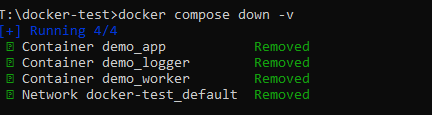 T:\docker-test>docker compose down -v
[+] Running 4/4
Container demo_app Removed
Container demo_logger Removed
Container demo_worker Removed
Network docker-test_default Removed